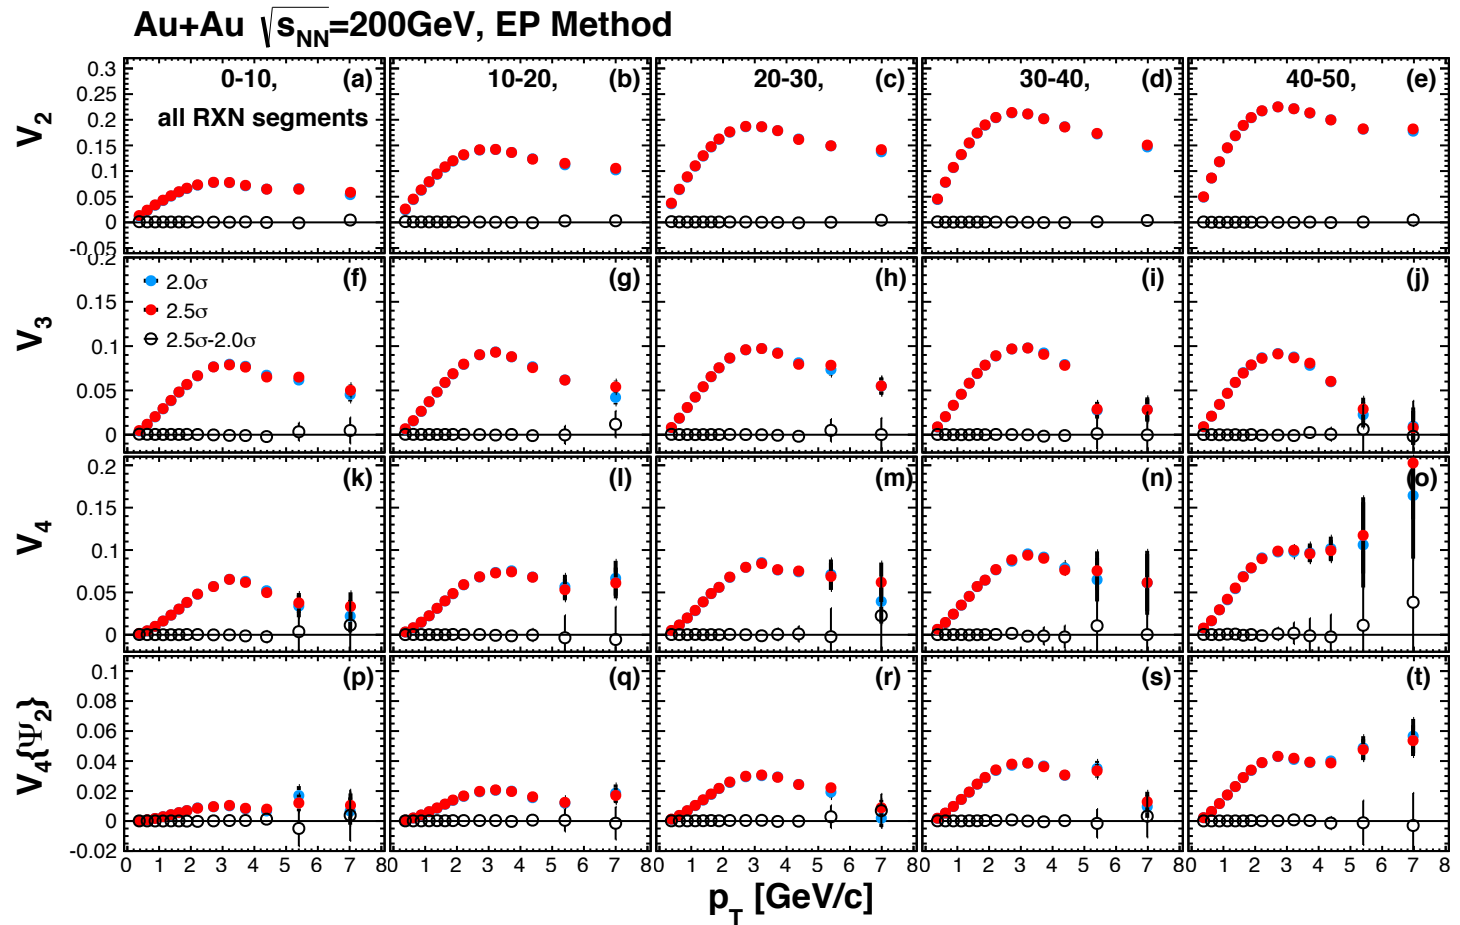 Au+Au √sNN=200GeV, EP Method
0-10, (a) 10-20, (b) 20-30, (c) 30-40, (d) 40-50, (e)
all RXN segments
V2
0.3
0.25
0.2
0.15
0.1
0.05
0
-0.05
(f) (g) (h) (i) (j)
2.0σ
2.5σ
2.5σ-2.0σ
V3
0.2
0.15
0.1
0.05
0
(k) (l) (m) (n) (o)
V4
0.2
0.15
0.1
0.05
0
(p) (q) (r) (s) (t)
V4{Ψ2}
0.1
0.08
0.06
0.04
0.02
0
-0.02
0 1 2 3 4 5 6 7 8 0 1 2 3 4 5 6 7 8 0 1 2 3 4 5 6 7 8 0 1 2 3 4 5 6 7 8 0 1 2 3 4 5 6 7 8
pT [GeV/c]